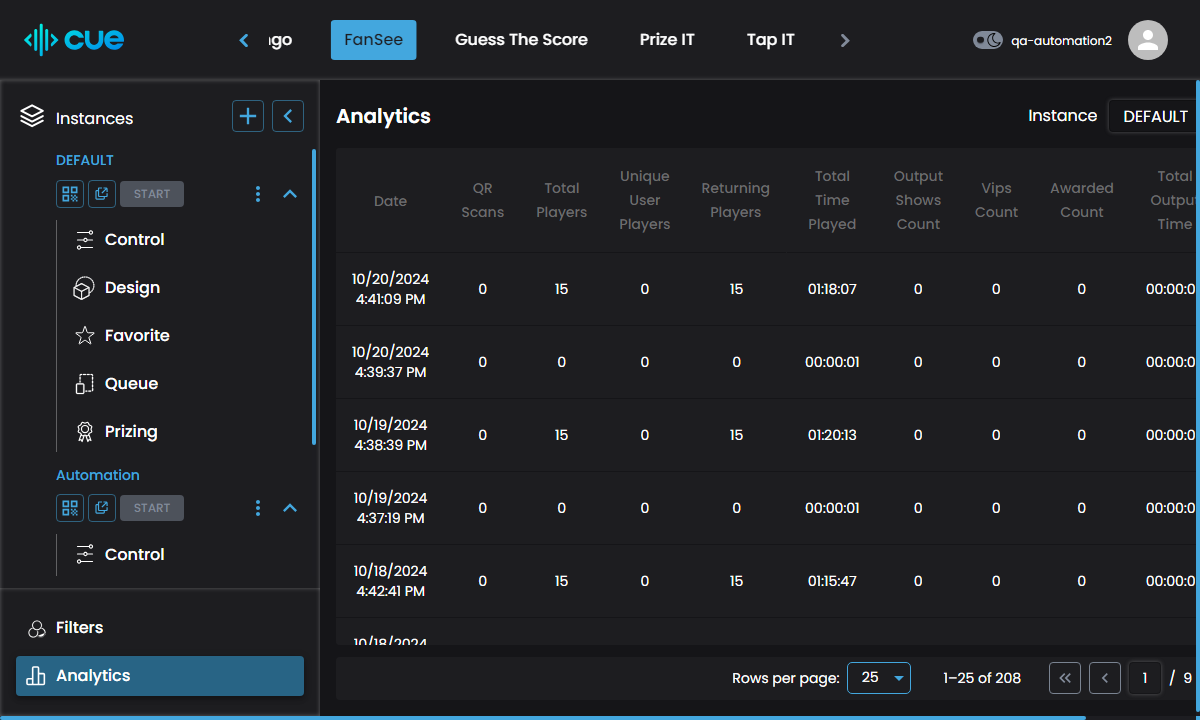 cue
ngo
FanSee
Guess The Score
Prize IT
Tap IT
qa-automation2
Instances
DEFAULT
START
Control
Design
Favorite
Queue
Prizing
Automation
START
Control
Filters
Analytics
Analytics
Instance
DEFAULT
Date
QR Scans
Total Players
Unique User Players
Returning Players
Total Time Played
Output Shows Count
Vips Count
Awarded Count
Total Output Time
10/20/2024 4:41:09 PM 0 15 0 15 01:18:07 0 0 0 00:00:0
10/20/2024 4:39:37 PM 0 0 0 0 00:00:01 0 0 0 00:00:0
10/19/2024 4:38:39 PM 0 15 0 15 01:20:13 0 0 0 00:00:0
10/19/2024 4:37:19 PM 0 0 0 0 00:00:01 0 0 0 00:00:0
10/18/2024 4:42:41 PM 0 15 0 15 01:15:47 0 0 0 00:00:0
10/18/2024
Rows per page: 25 1–25 of 208 1 / 9